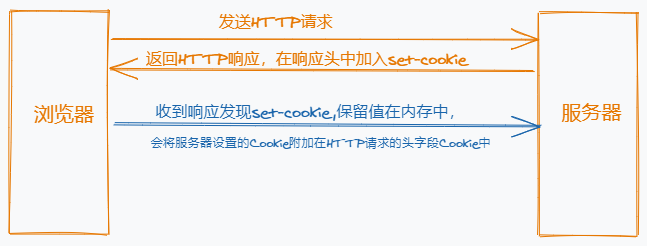 发送HTTP请求
返回HTTP响应，在响应头中加入set-cookie
浏览器
服务器
收到响应发现set-cookie,保留值在内存中，
会将服务器设置的Cookie附加在HTTP请求的头字段Cookie中